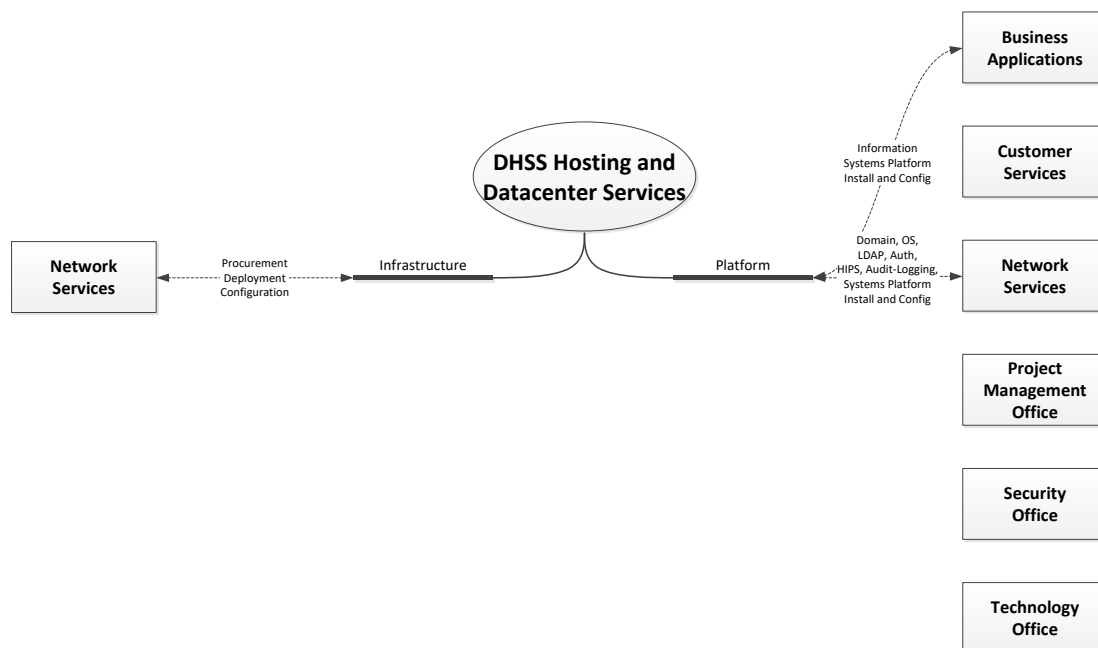 Business
Applications
Information
Systems Platform
Install and Config
DHSS Hosting and
Datacenter Services
Customer
Services
Network
Services
Procurement
Deployment
Configuration
Infrastructure
Platform
Domain, OS,
LDAP, Auth,
HIPS, Audit-Logging,
Systems Platform
Install and Config
Network
Services
Project
Management
Office
Security
Office
Technology
Office